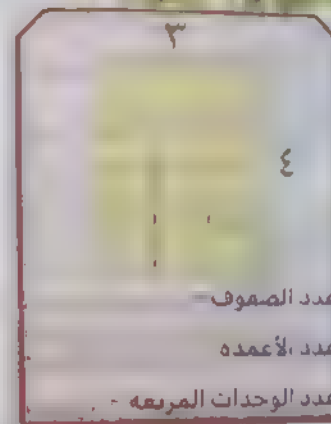 ٣
٤
عدد الصفوف =
عدد الأعمده
عدد الوحدات المربعه =